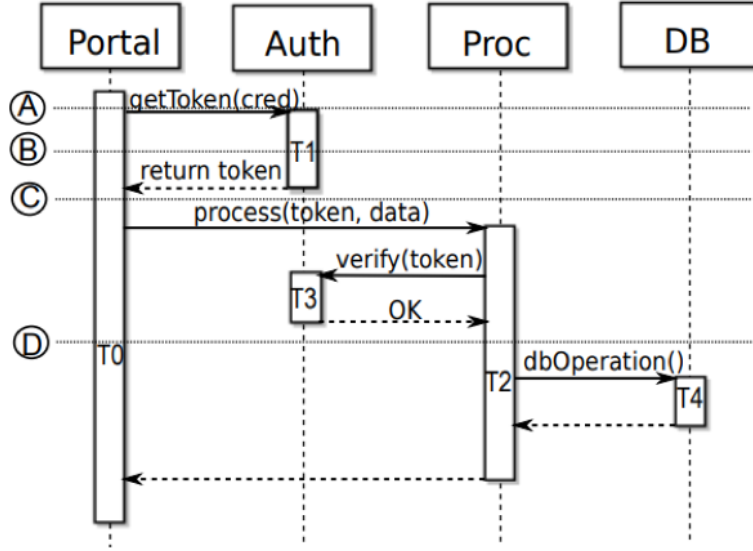 Portal Auth Proc DB
A getToken(cred)
B T1
return token
C
process(token, data)
verify(token)
T3
OK
D
T0 dbOperation()
T2
T4